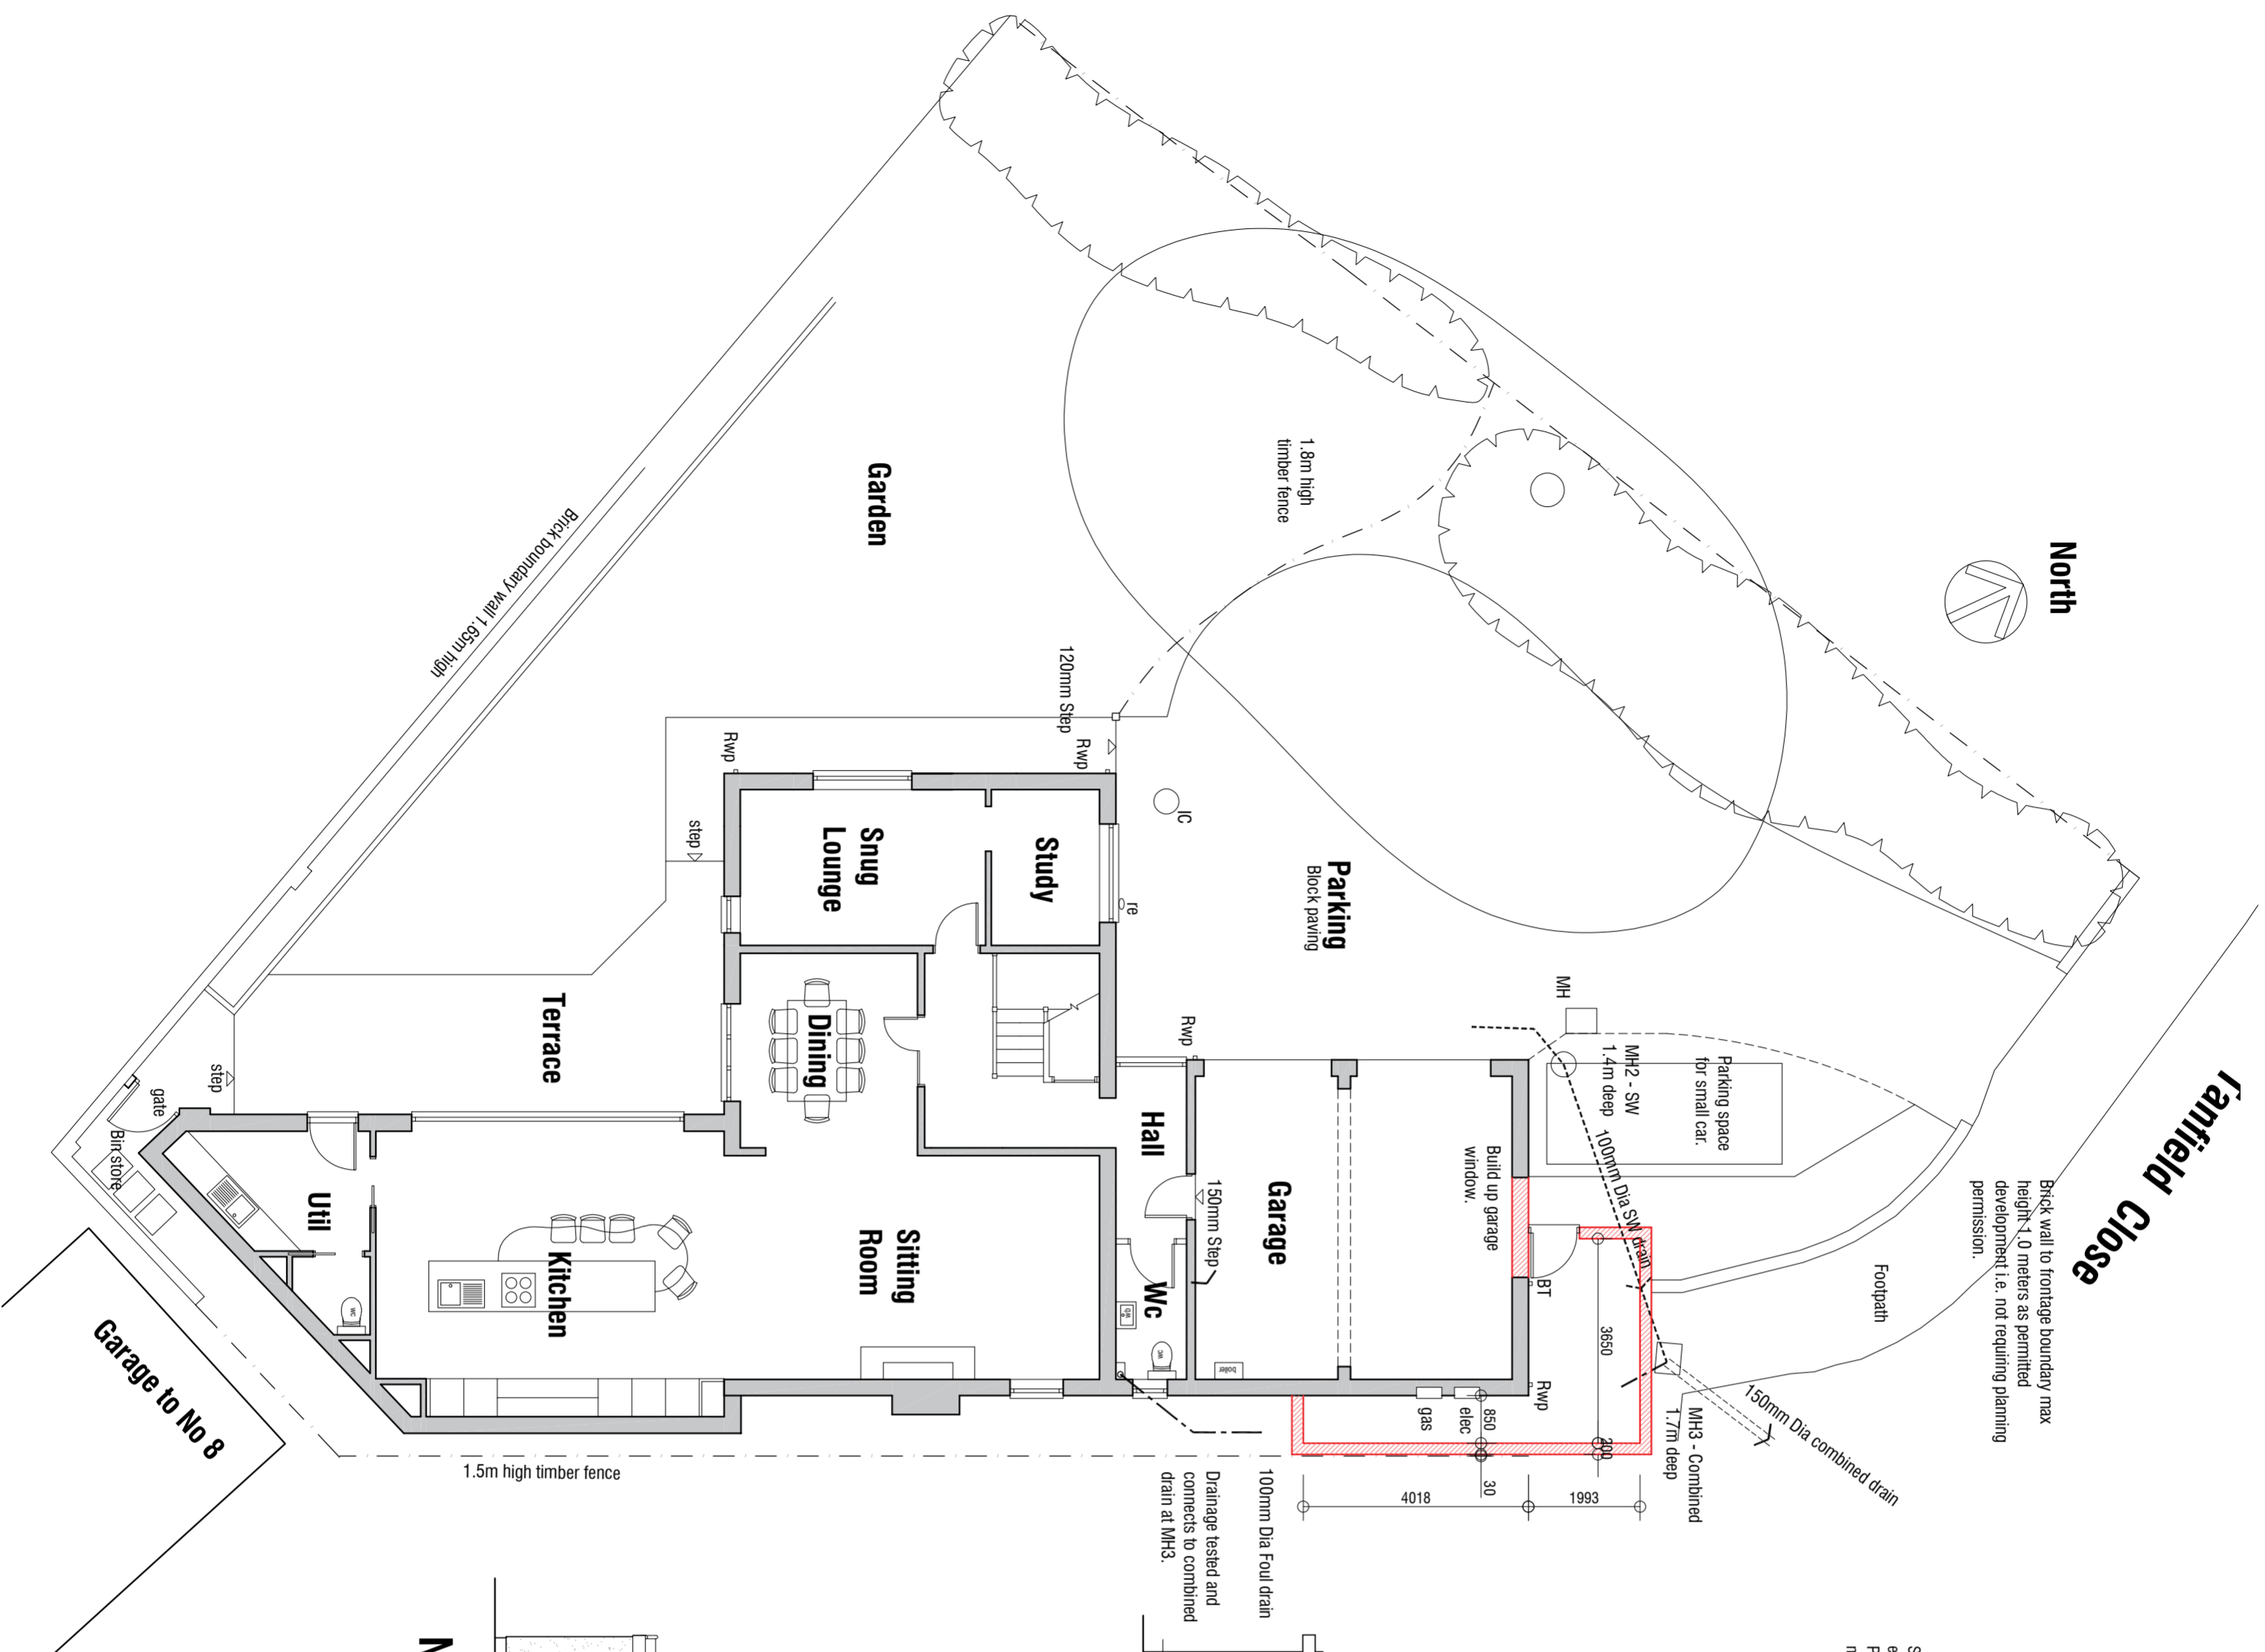 Tanfield Close
North
Brick wall to frontage boundary max
height 1.0 meters as permitted
development i.e. not requiring planning
permission.
Footpath
Parking space
for small car.
MH
MH2 - SW
1.4m deep
100mm Dia SW drain
150mm Dia combined drain
MH3 - Combined
1.7m deep
1.8m high
timber fence
Parking
Block paving
Build up garage
window.
BT
Rwp
3650
200
850
30
elec
gas
4018
1993
Garage
boiler
150mm Step
Rwp
Hall
Wc
WC
IC
re
120mm Step
Rwp
Rwp
Study
Snug
Lounge
Garden
step
Dining
Sitting
Room
Terrace
Kitchen
Util
WC
step
gate
Bin store
Brick boundary wall 1.65m high
Garage to No 8
1.5m high timber fence
100mm Dia Foul drain
Drainage tested and
connects to combined
drain at MH3.